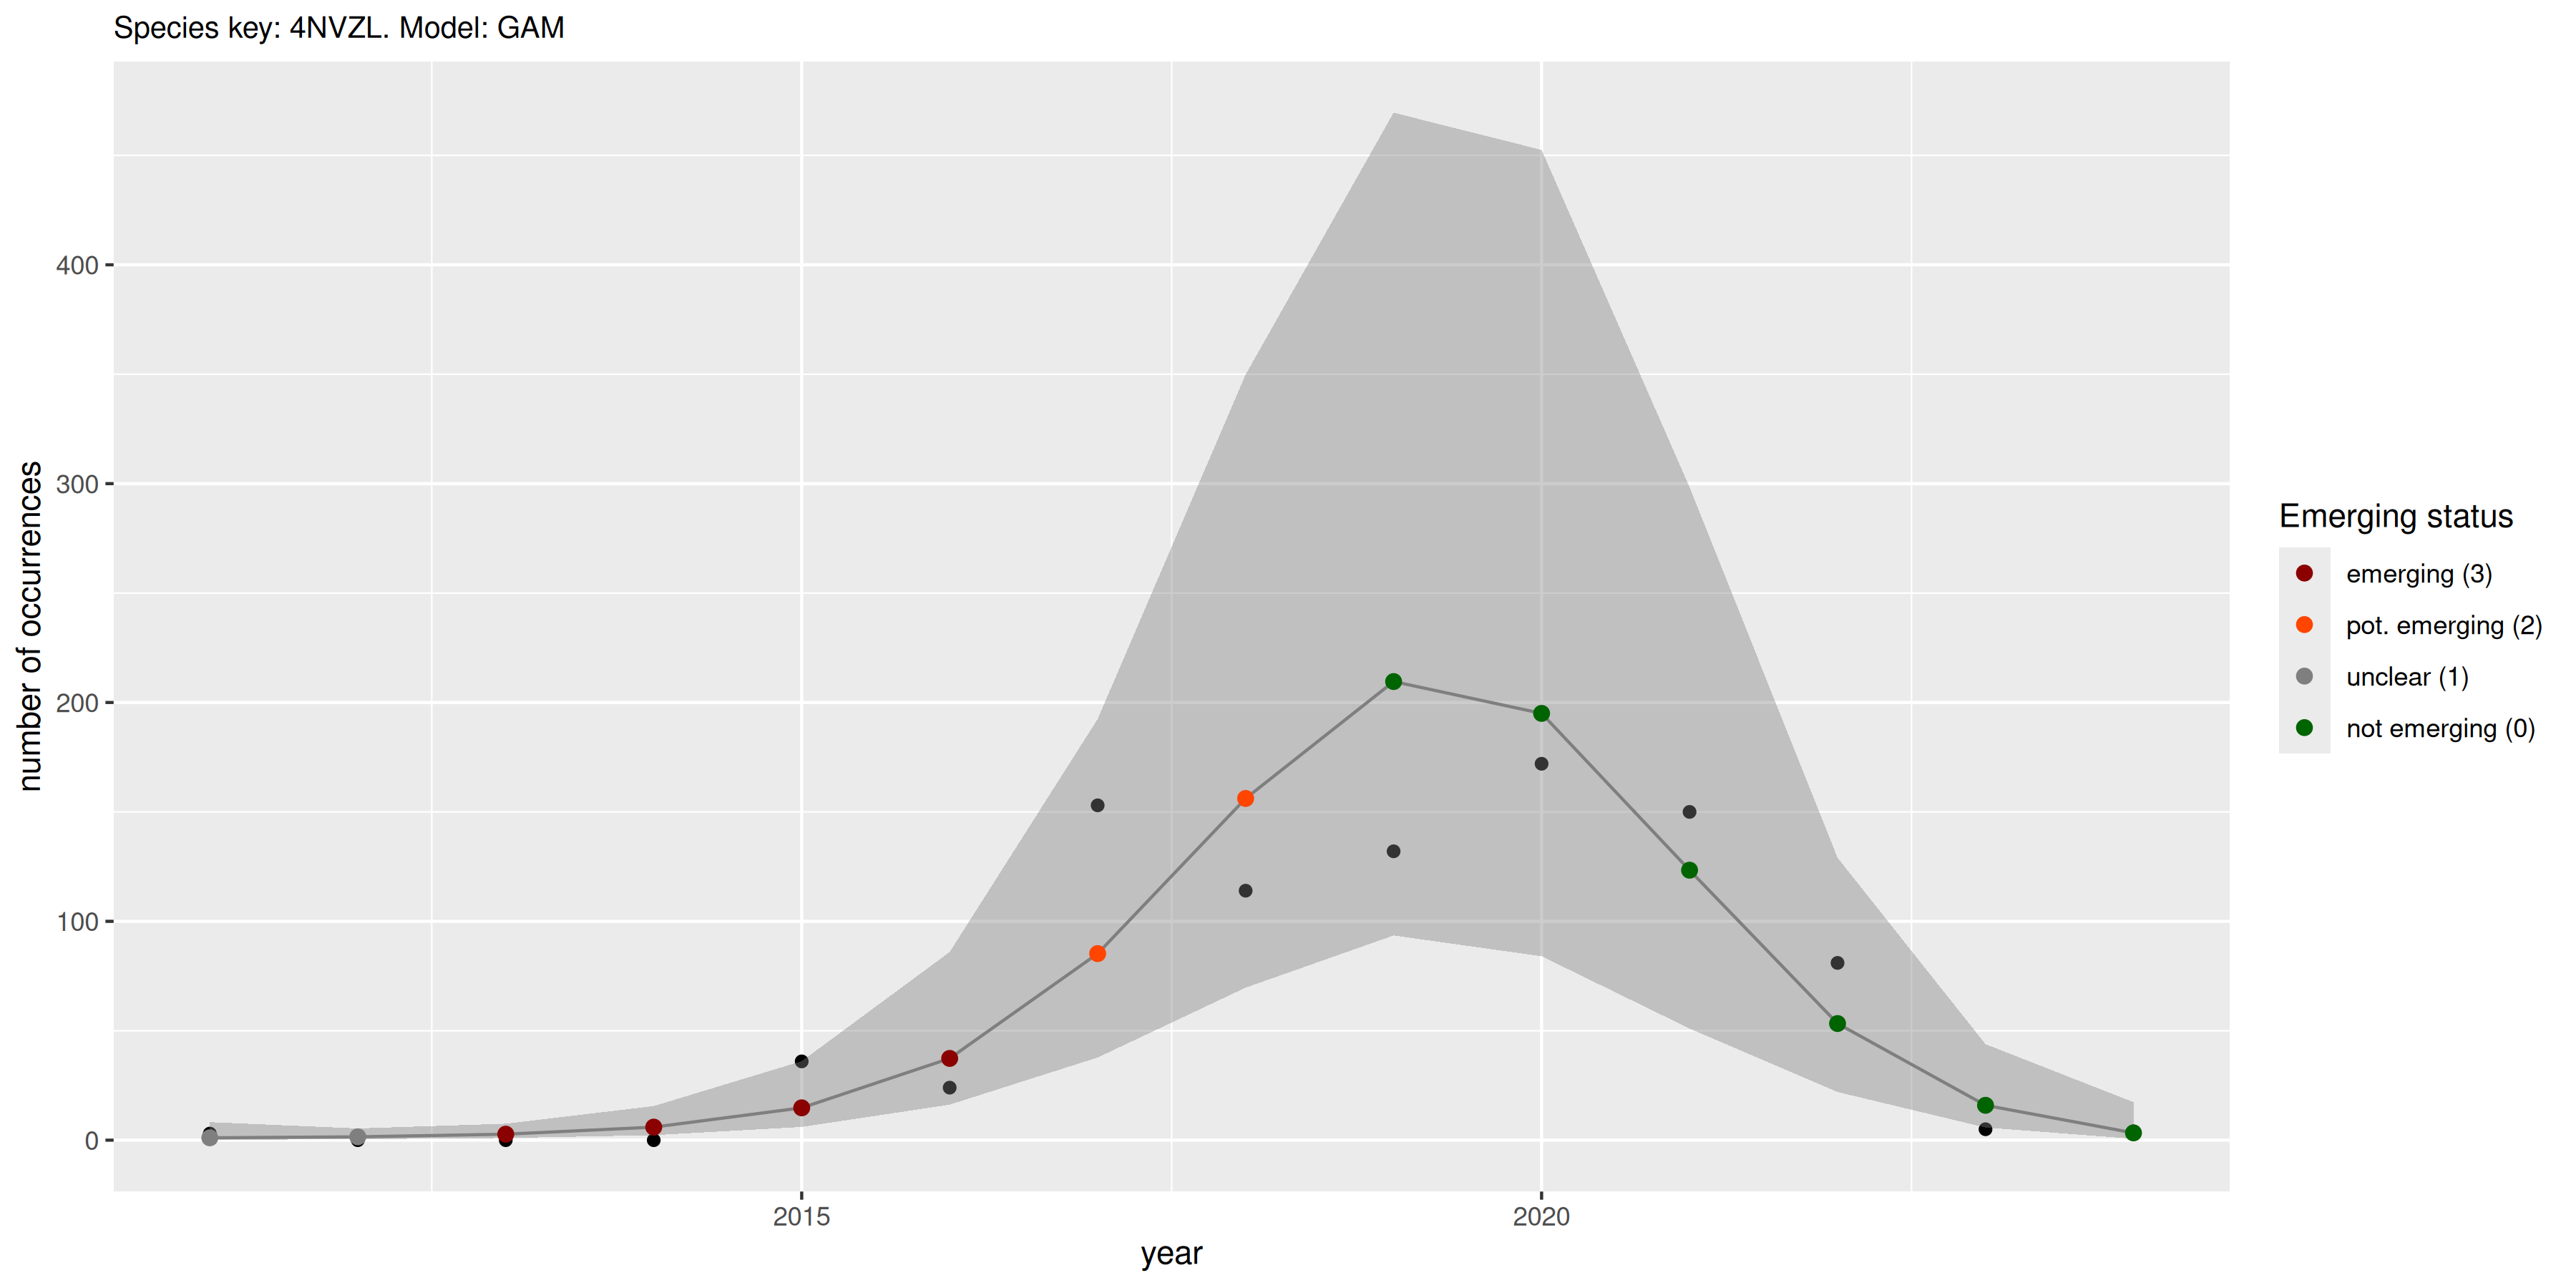 Species key: 4NVZL. Model: GAM
number of occurrences
400
300
200
100
0
2015
2020
year
Emerging status
emerging (3)
pot. emerging (2)
unclear (1)
not emerging (0)